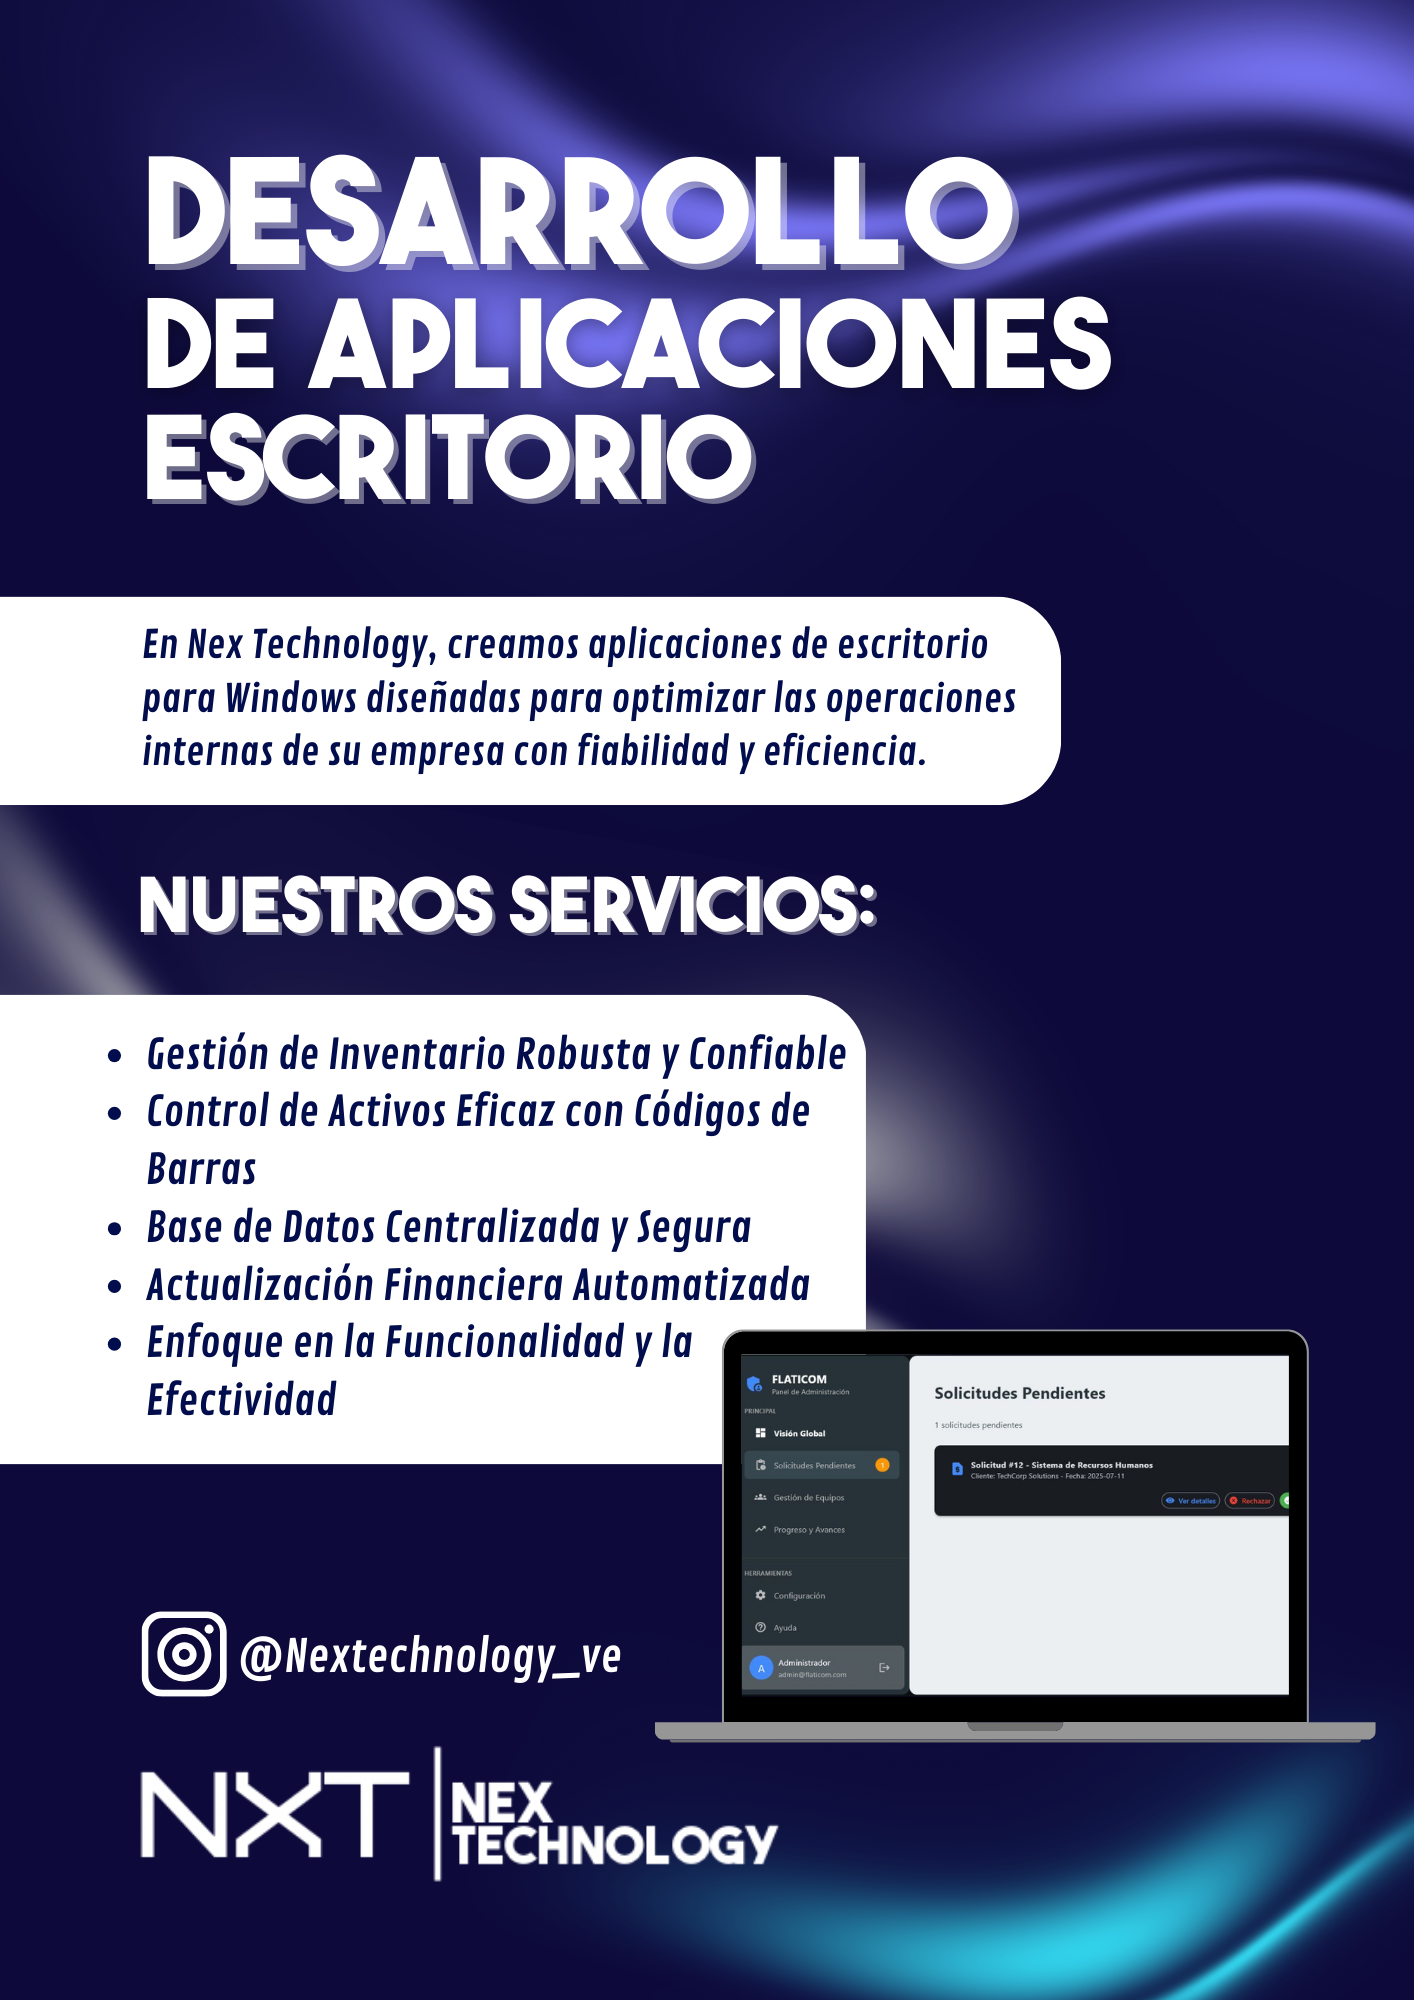 DESARROLLO
DE APLICACIONES
ESCRITORIO
En Nex Technology, creamos aplicaciones de escritorio
para Windows diseñadas para optimizar las operaciones
internas de su empresa con fiabilidad y eficiencia.
NUESTROS SERVICIOS:
• Gestión de Inventario Robusta y Confiable
• Control de Activos Eficaz con Códigos de
Barras
• Base de Datos Centralizada y Segura
• Actualización Financiera Automatizada
• Enfoque en la Funcionalidad y la
Efectividad
FLATICOM
Panel de Administración
PRINCIPAL
Visión Global
Solicitudes Pendientes 1
Gestión de Equipos
Progreso y Avances
HERRAMIENTAS
Configuración
Ayuda
A
Administrador
admin@flaticom.com
Solicitudes Pendientes
1 solicitudes pendientes
Solicitud #12 - Sistema de Recursos Humanos
Cliente: TechCorp Solutions - Fecha: 2025-07-11
Ver detalles Rechazar
@Nextechnology_ve
NXT
NEX
TECHNOLOGY